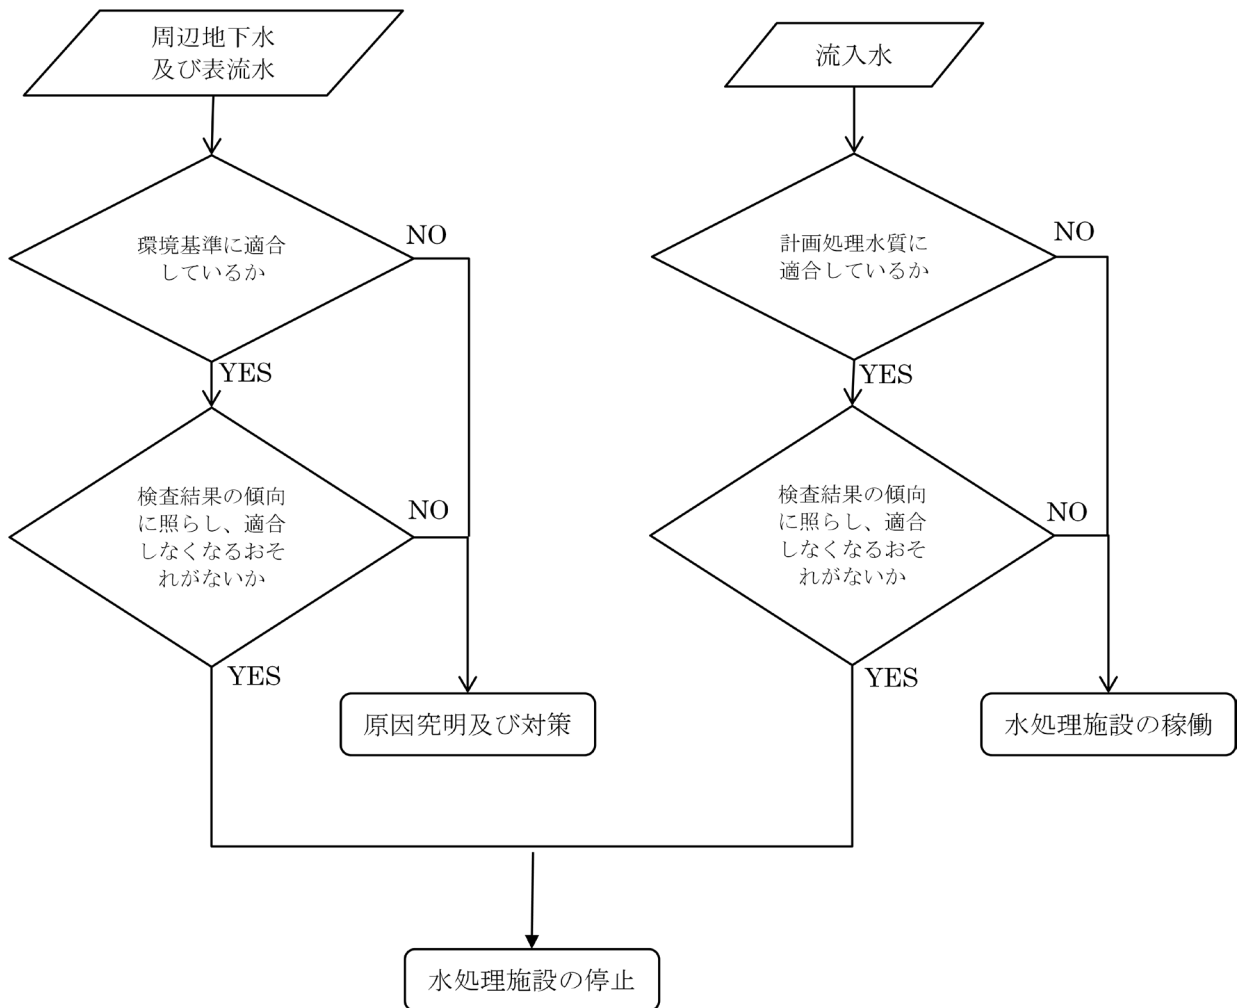 周辺地下水
及び表流水
環境基準に適合
しているか
NO
YES
検査結果の傾向
に照らし、適合
しなくなるおそ
れがないか
NO
YES
原因究明及び対策
流入水
計画処理水質に
適合しているか
NO
YES
検査結果の傾向
に照らし、適合
しなくなるおそ
れがないか
NO
YES
水処理施設の稼働
水処理施設の停止